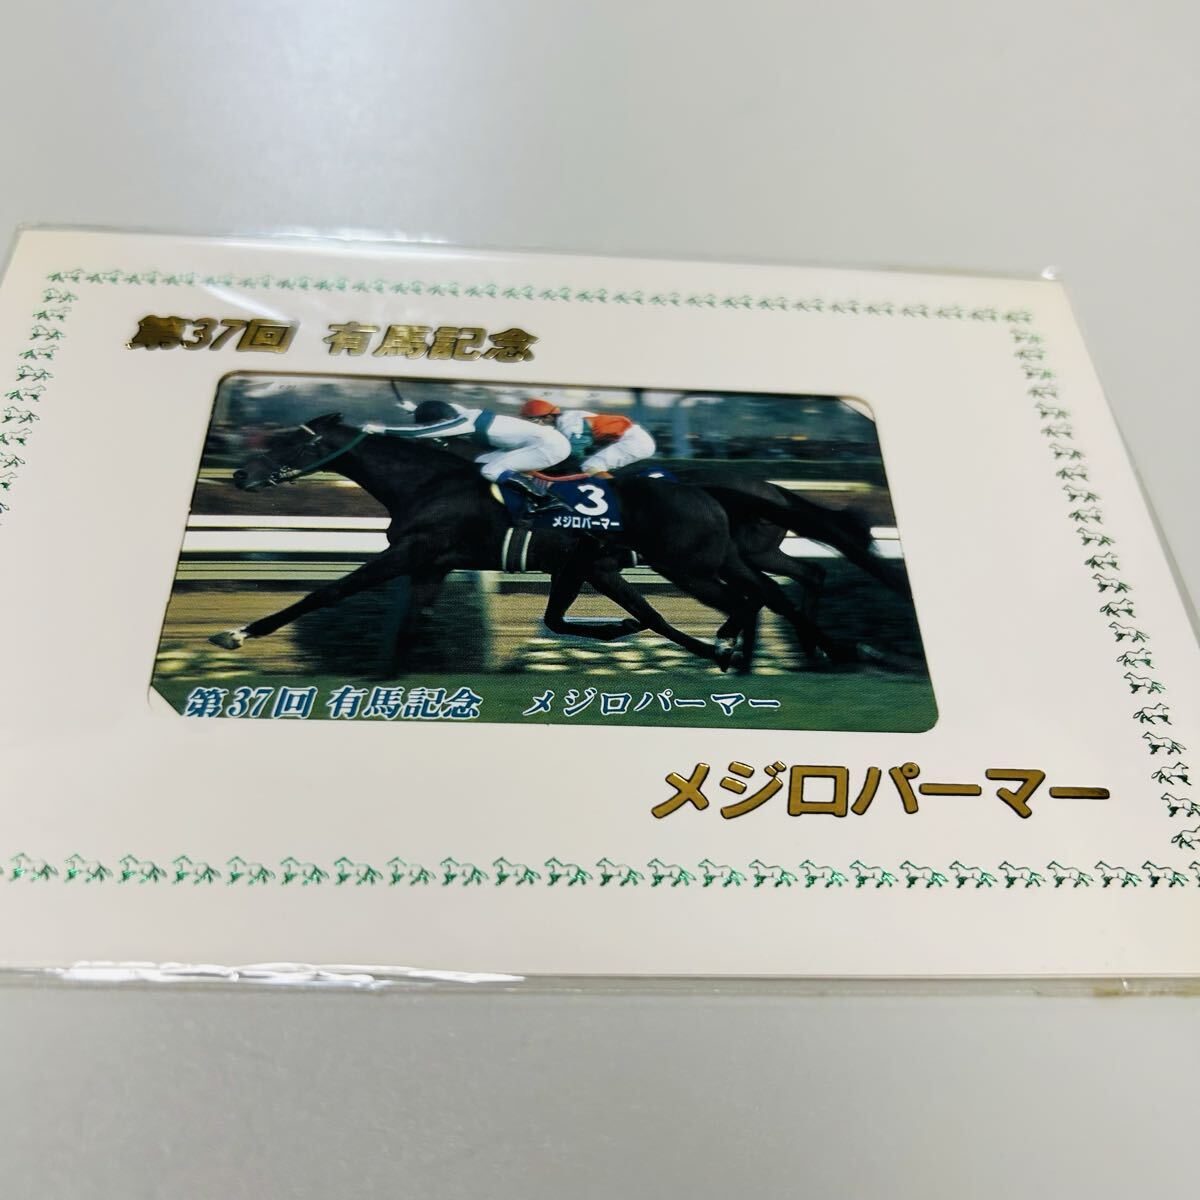 第37回 有馬記念
3
メジロパーマー
第37回 有馬記念 メジロパーマー
メジロパーマー